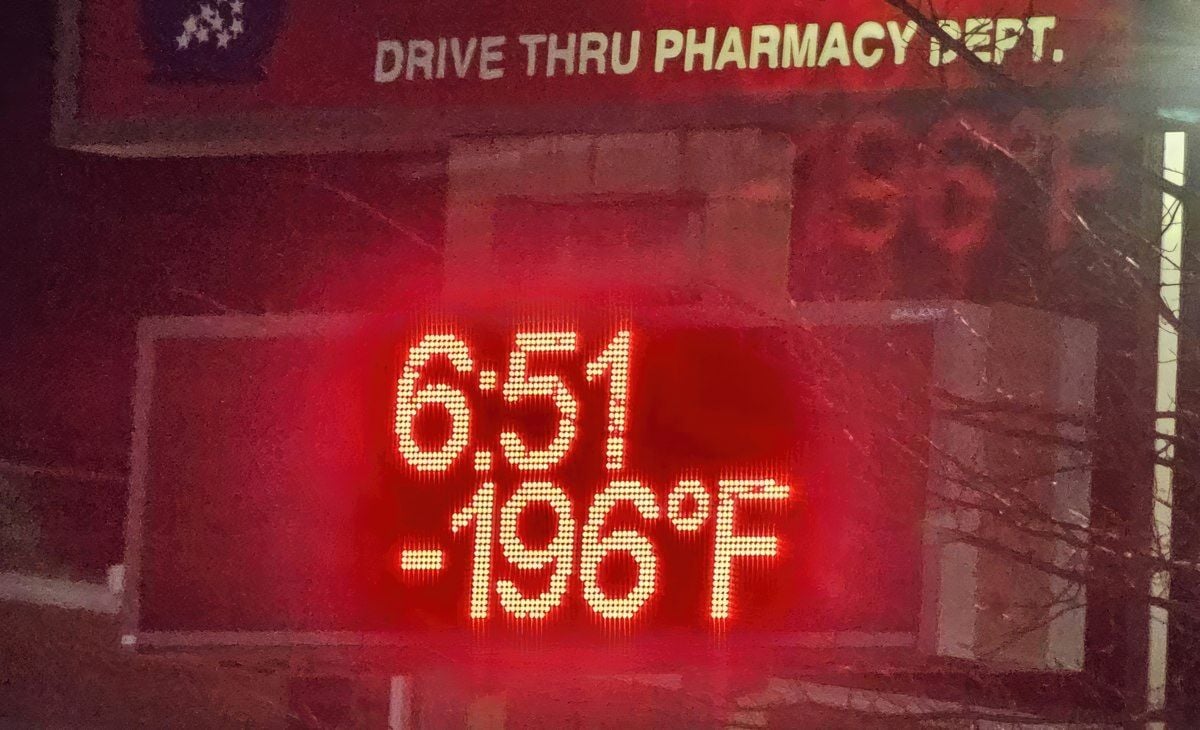 DRIVE THRU PHARMACY DEPT.
6:51
-196°F